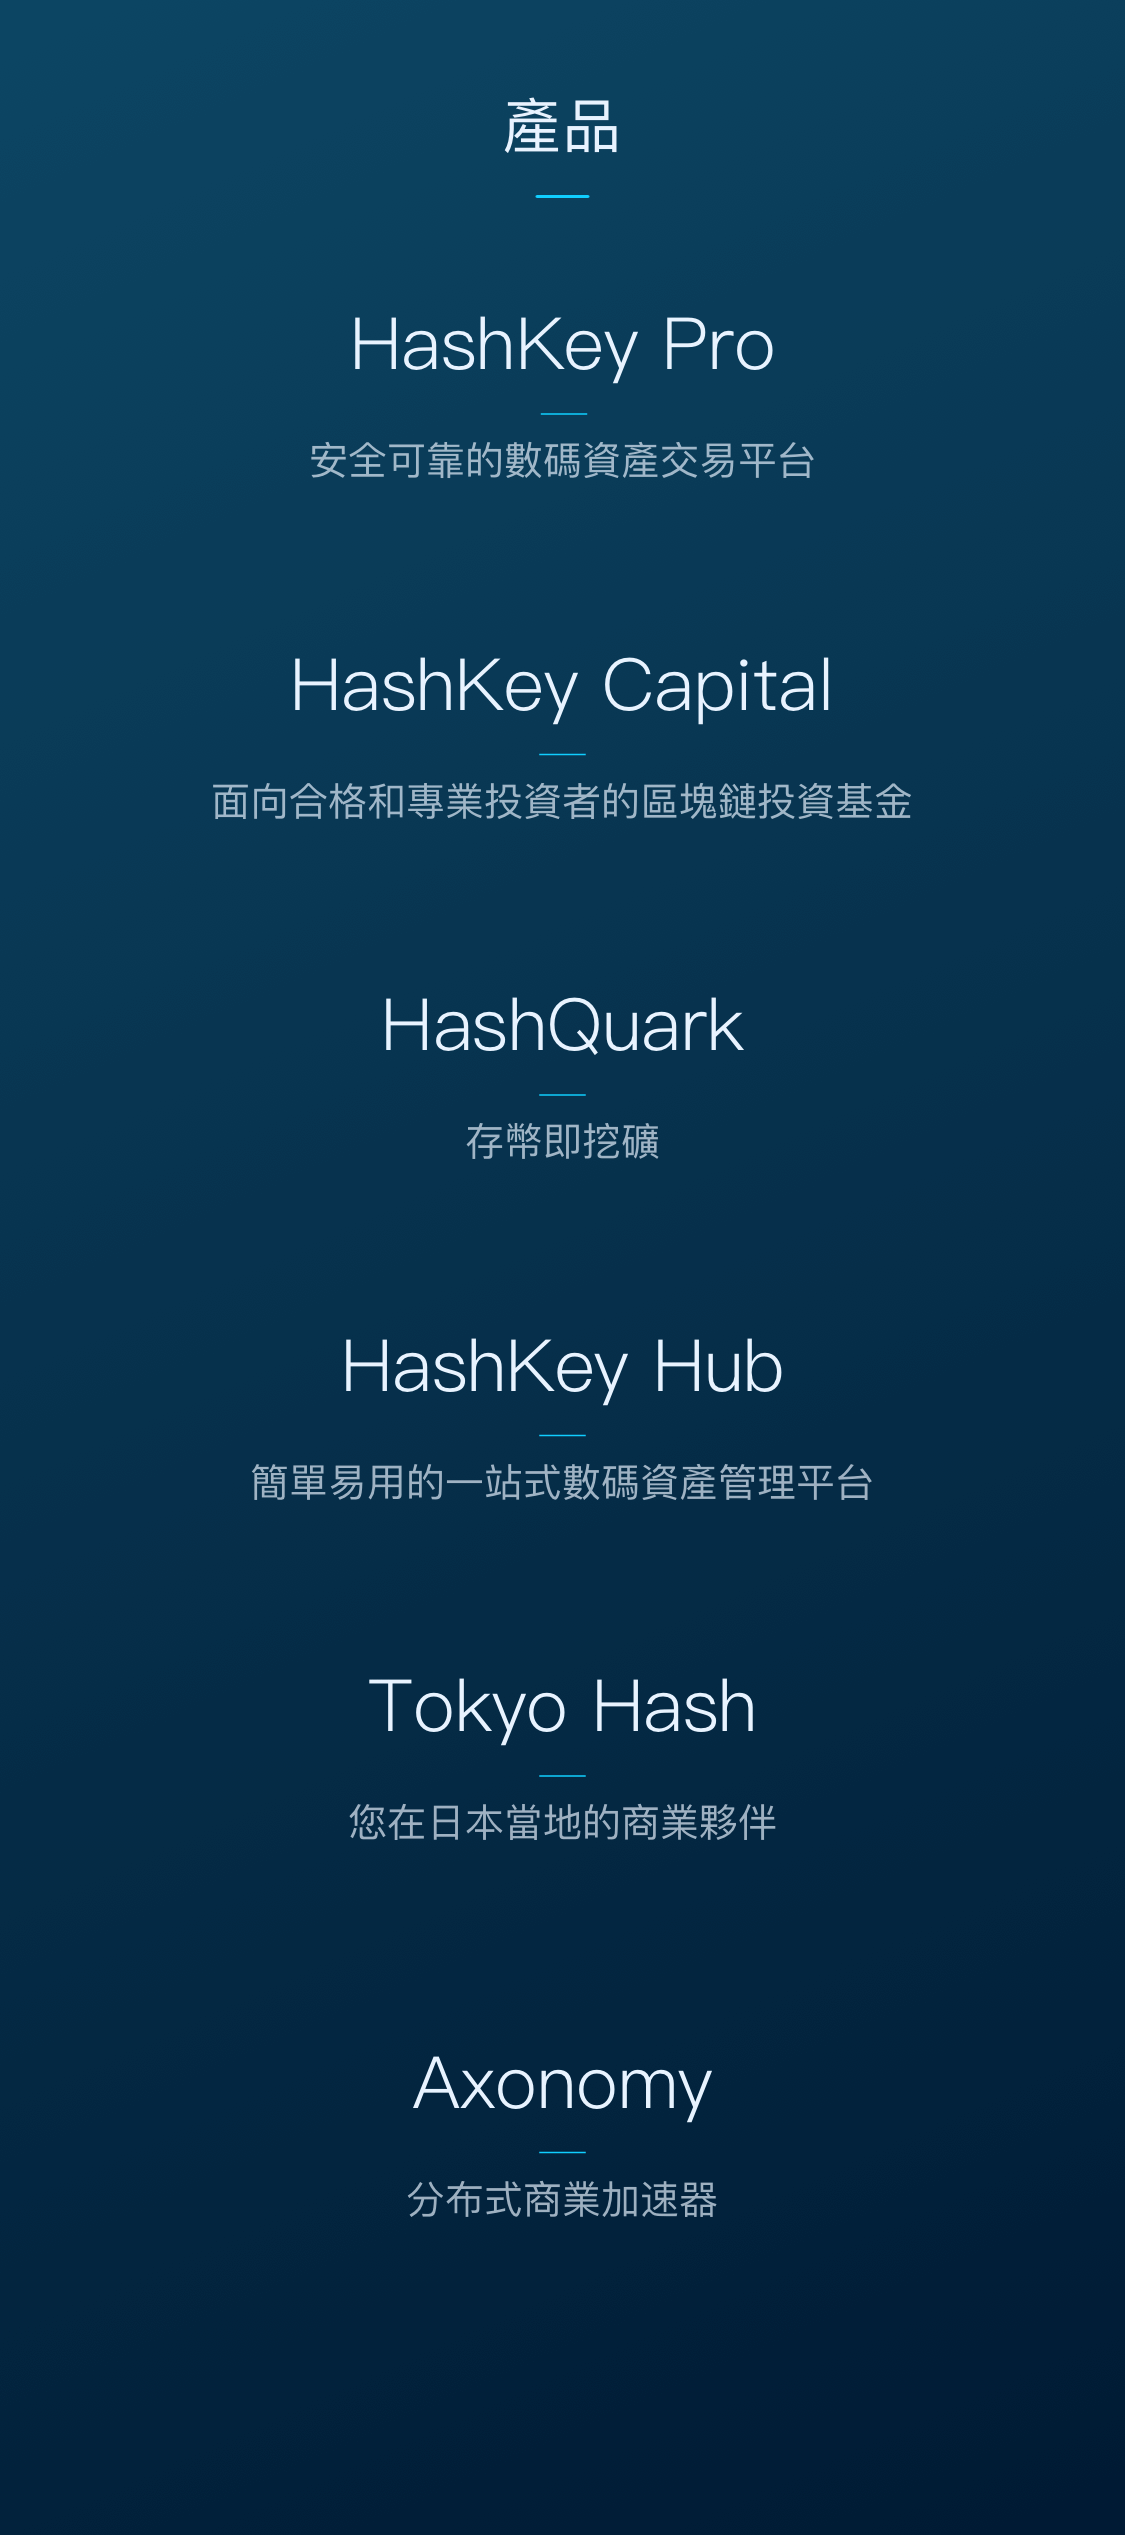 產品
HashKey Pro
安全可靠的數碼資產交易平台
HashKey Capital
面向合格和專業投資者的區塊鏈投資基金
HashQuark
存幣即挖礦
HashKey Hub
簡單易用的一站式數碼資產管理平台
Tokyo Hash
您在日本當地的商業夥伴
Axonomy
分布式商業加速器